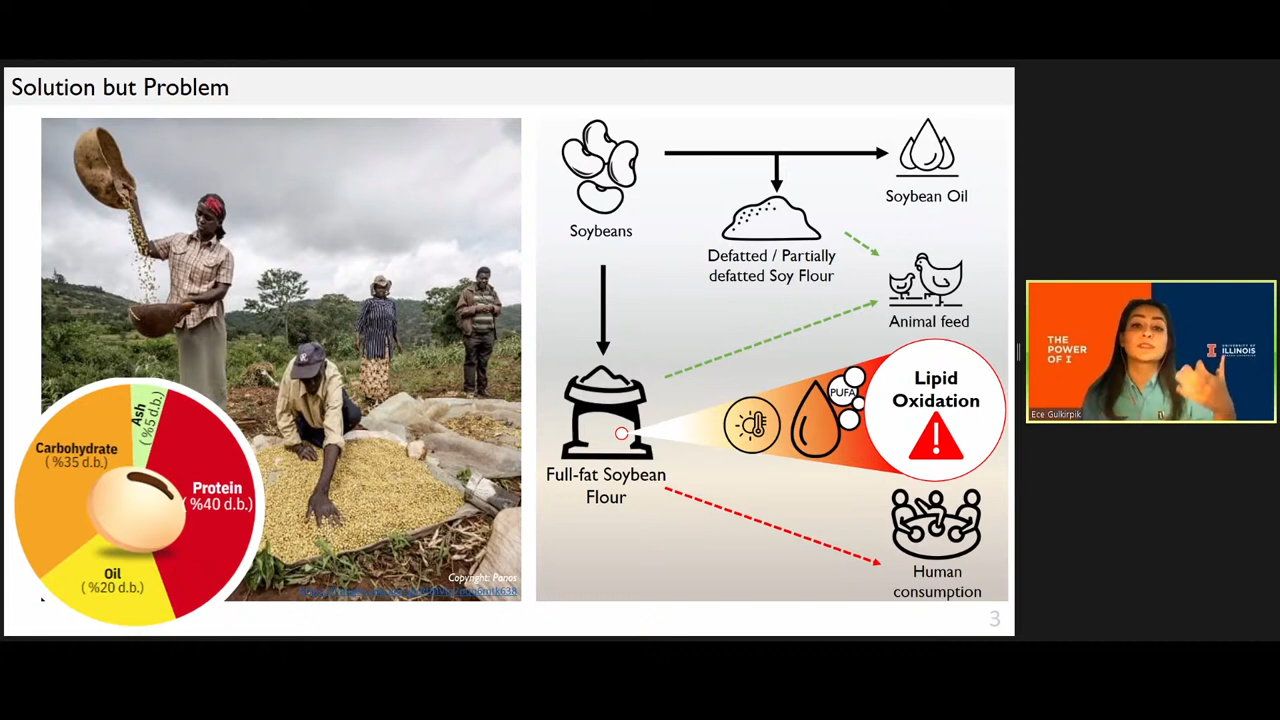 Solution but Problem
Soybeans
Soybean Oil
Defatted / Partially
defatted Soy Flour
Animal feed
PUFA
Lipid
Oxidation
Full-fat Soybean
Flour
Human
consumption
Ash
( %5 d.b.)
Carbohydrate
( %35 d.b.)
Protein
( %40 d.b.)
Oil
( %20 d.b.)
Copyright: Panos
3
THE
POWER
OF I
UNIVERSITY OF
ILLINOIS
Ece Gulkirpik